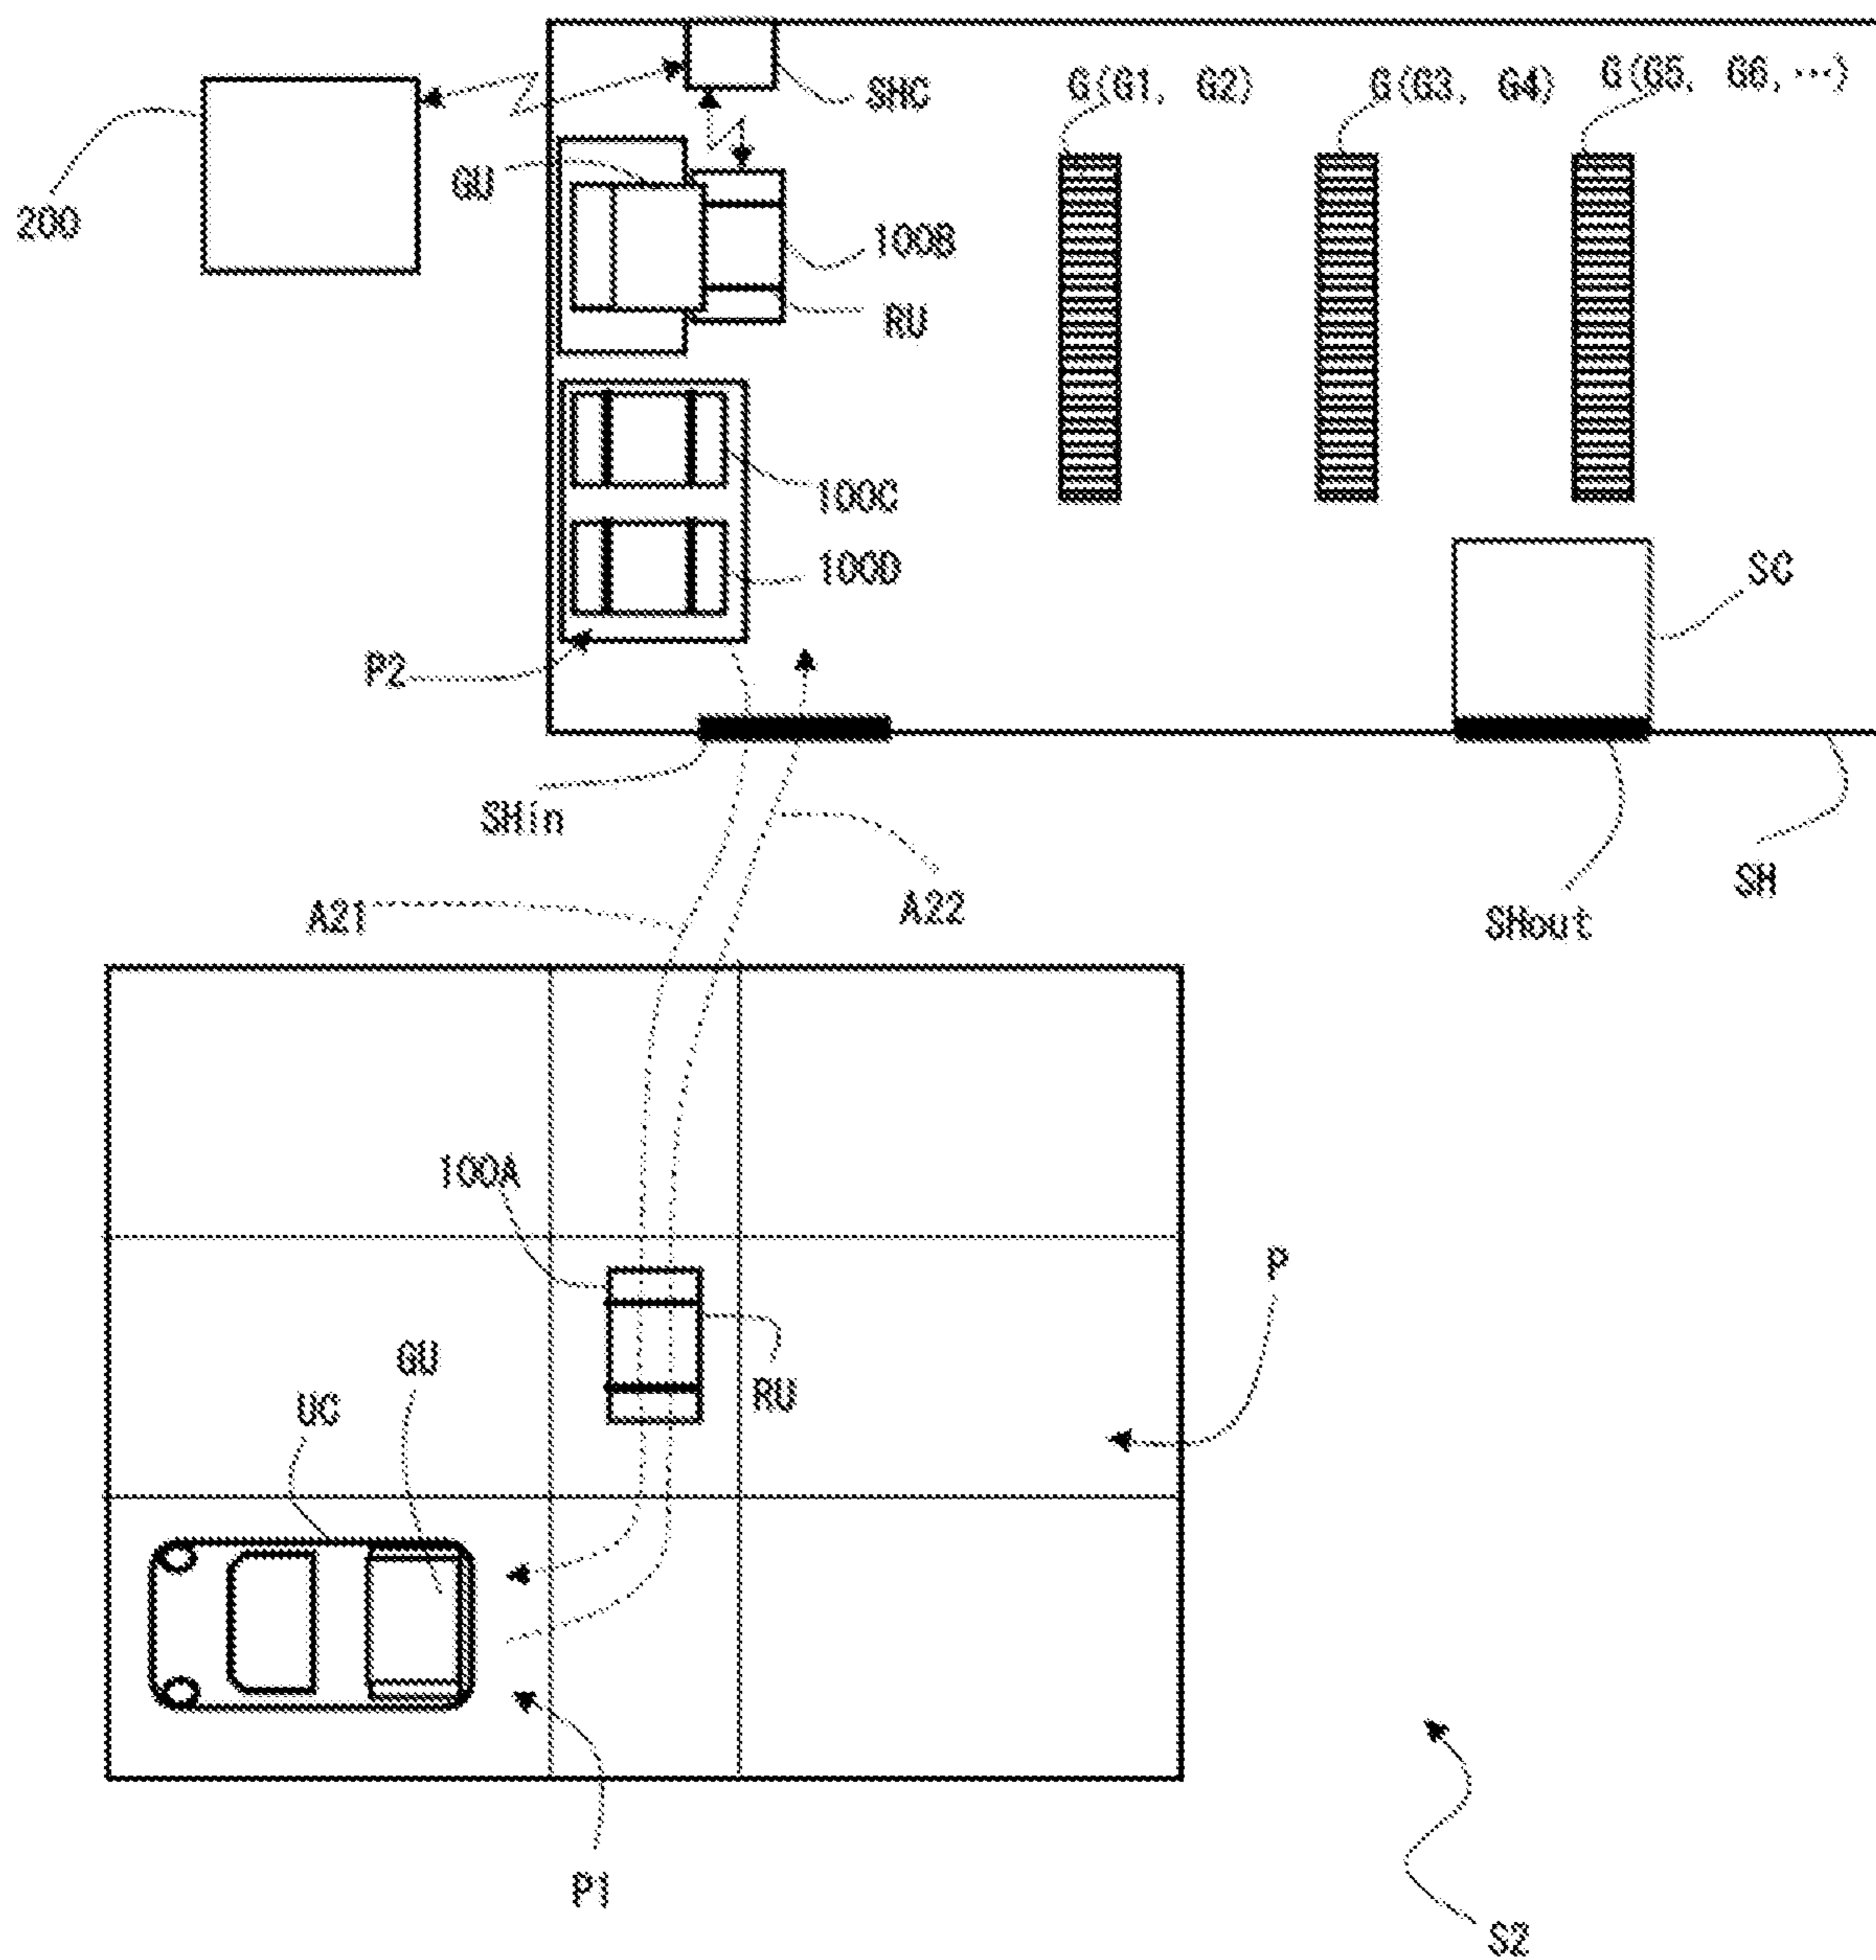 G(G1, G2)
G(G3, G4)
G(G5, G6,…)
SHC
GU
200
100B
RU
100C
100D
SC
P2
SHin
A21
A22
SHout
SH
100A
P
GU
UC
RU
P1
S2